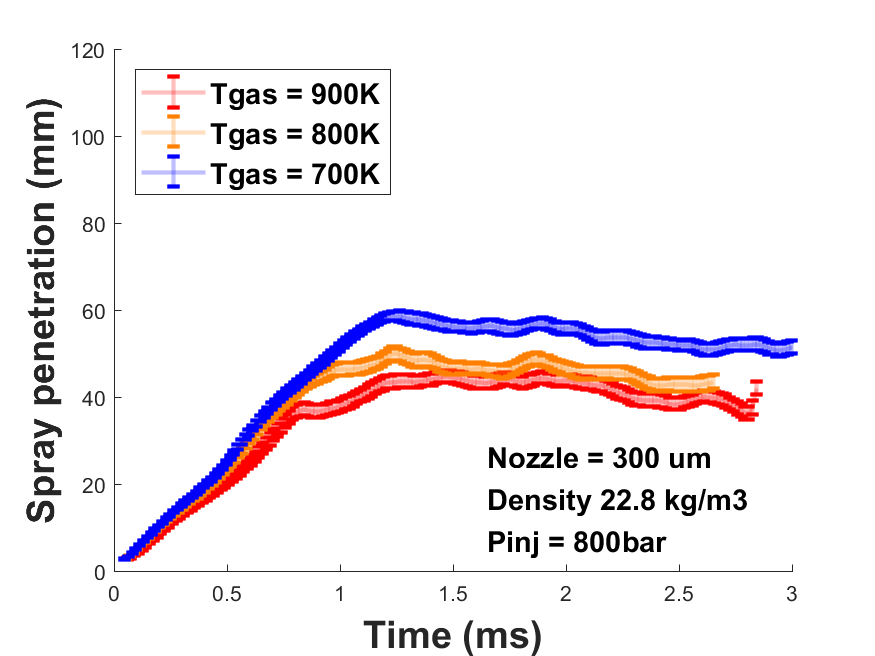 120
100
80
60
40
20
0
Spray penetration (mm)
Tgas = 900K
Tgas = 800K
Tgas = 700K
Nozzle = 300 um
Density 22.8 kg/m3
Pinj = 800bar
0 0.5 1 1.5 2 2.5 3
Time (ms)